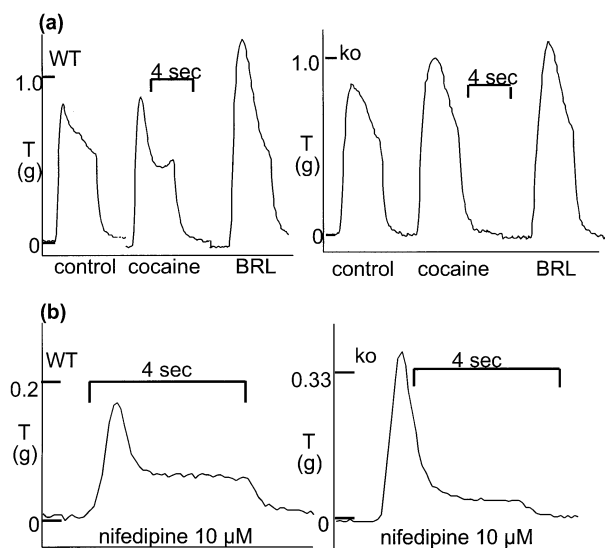 (a)
WT
4 sec
1.0
T
(g)
0
control cocaine BRL
ko
4 sec
1.0
T
(g)
0
control cocaine BRL
(b)
WT
4 sec
0.2
T
(g)
0
nifedipine 10 µM
ko
4 sec
0.33
T
(g)
0
nifedipine 10 µM